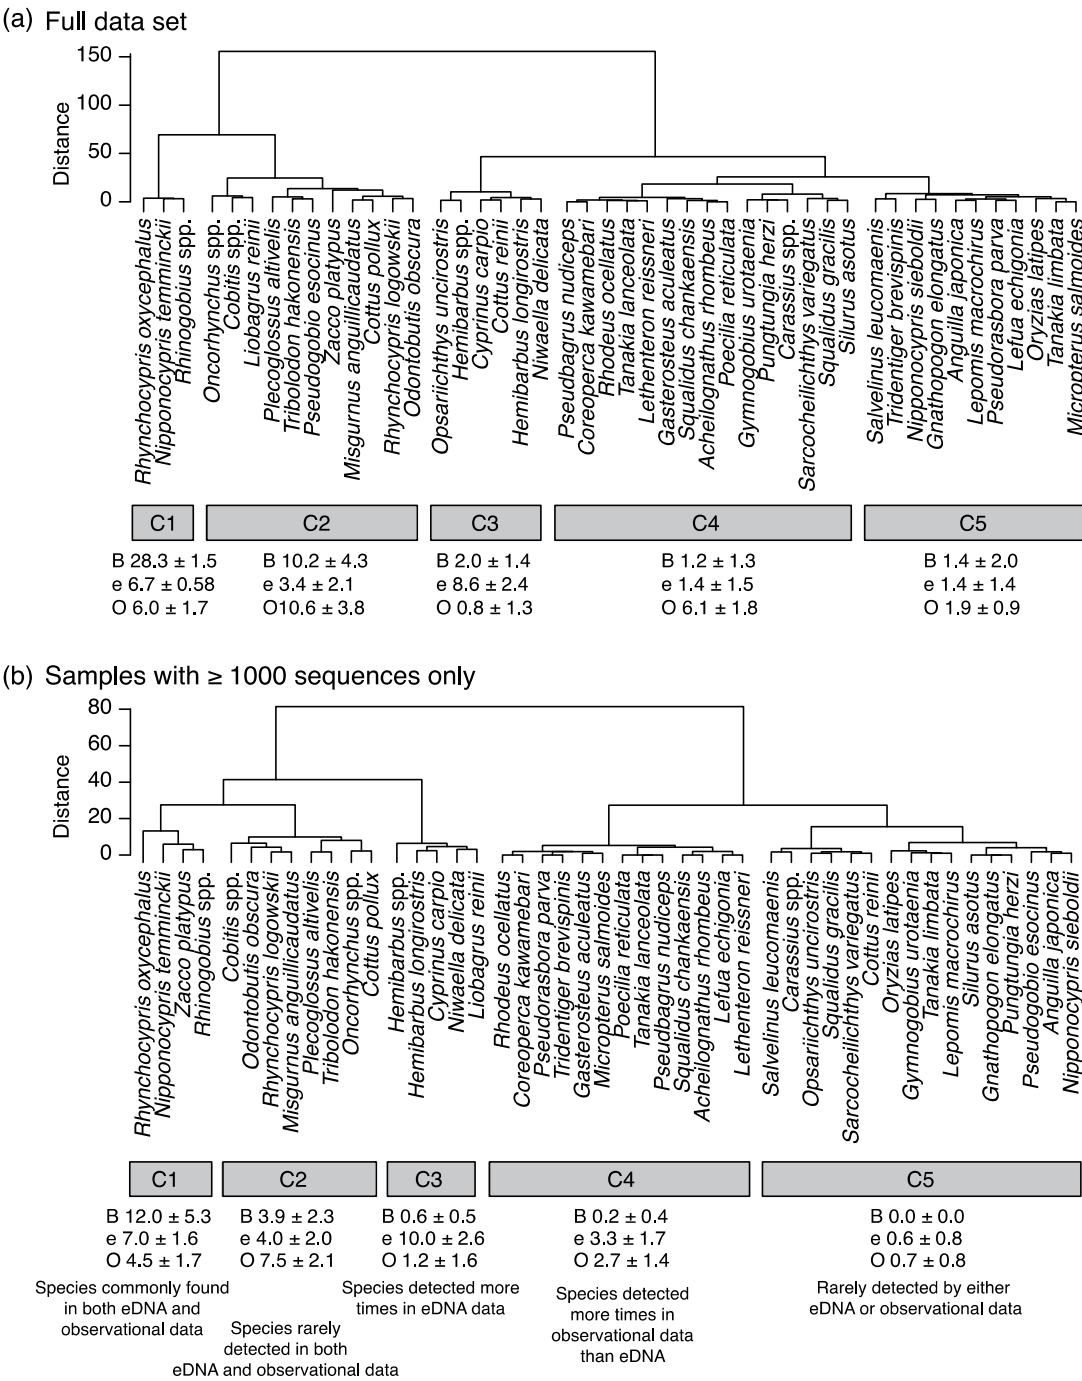 (a) Full data set
150
100
50
0
Distance
Rhynchocypris oxycephalus
Nipponocypris temminckii
Rhinogobius spp.
Oncorhynchus spp.
Cobitis spp.
Liobagrus reinii
Plecoglossus altivelis
Tribolodon hakonensis
Pseudogobio esocinus
Zacco platypus
Misgurnus anguillicaudatus
Cottus pollux
Rhynchocypris logowskii
Odontobutis obscura
Opsariichthys uncirostris
Hemibarbus spp.
Cyprinus carpio
Cottus reinii
Hemibarbus longirostris
Niwaella delicata
Pseudbagrus nudiceps
Coreoperca kawamebari
Rhodeus ocellatus
Tanakia lanceolata
Lethenteron reissneri
Gasterosteus aculeatus
Squalidus chankaensis
Acheilognathus rhombeus
Poecilia reticulata
Gymnogobius urotaenia
Pungtungia herzi
Carassius spp.
Sarcocheilichthys variegatus
Squalidus gracilis
Silurus asotus
Salvelinus leucomaenis
Tridentiger brevispinis
Nipponocypris sieboldii
Gnathopogon elongatus
Anguilla japonica
Lepomis macrochirus
Pseudorasbora parva
Lefua echigonia
Oryzias latipes
Tanakia limbata
Micropterus salmoides
C1 C2 C3 C4 C5
B 28.3 ± 1.5 B 10.2 ± 4.3 B 2.0 ± 1.4 B 1.2 ± 1.3 B 1.4 ± 2.0
e 6.7 ± 0.58 e 3.4 ± 2.1 e 8.6 ± 2.4 e 1.4 ± 1.5 e 1.4 ± 1.4
O 6.0 ± 1.7 O10.6 ± 3.8 O 0.8 ± 1.3 O 6.1 ± 1.8 O 1.9 ± 0.9
(b) Samples with ≥ 1000 sequences only
80
60
40
20
0
Distance
Rhynchocypris oxycephalus
Nipponocypris temminckii
Zacco platypus
Rhinogobius spp.
Cobitis spp.
Odontobutis obscura
Rhynchocypris logowskii
Misgurnus anguillicaudatus
Plecoglossus altivelis
Tribolodon hakonensis
Oncorhynchus spp.
Cottus pollux
Hemibarbus spp.
Hemibarbus longirostris
Cyprinus carpio
Niwaella delicata
Liobagrus reinii
Rhodeus ocellatus
Coreoperca kawamebari
Pseudorasbora parva
Tridentiger brevispinis
Gasterosteus aculeatus
Micropterus salmoides
Poecilia reticulata
Tanakia lanceolata
Pseudbagrus nudiceps
Squalidus chankaensis
Acheilognathus rhombeus
Lefua echigonia
Lethenteron reissneri
Salvelinus leucomaenis
Carassius spp.
Opsariichthys uncirostris
Squalidus gracilis
Sarcocheilichthys variegatus
Cottus reinii
Oryzias latipes
Gymnogobius urotaenia
Tanakia limbata
Lepomis macrochirus
Silurus asotus
Gnathopogon elongatus
Pungtungia herzi
Pseudogobio esocinus
Anguilla japonica
Nipponocypris sieboldii
C1 C2 C3 C4 C5
B 12.0 ± 5.3 B 3.9 ± 2.3 B 0.6 ± 0.5 B 0.2 ± 0.4 B 0.0 ± 0.0
e 7.0 ± 1.6 e 4.0 ± 2.0 e 10.0 ± 2.6 e 3.3 ± 1.7 e 0.6 ± 0.8
O 4.5 ± 1.7 O 7.5 ± 2.1 O 1.2 ± 1.6 O 2.7 ± 1.4 O 0.7 ± 0.8
Species commonly found
in both eDNA and
observational data
Species rarely
detected in both
eDNA and observational data
Species detected more
times in eDNA data
Species detected
more times in
observational data
than eDNA
Rarely detected by either
eDNA or observational data